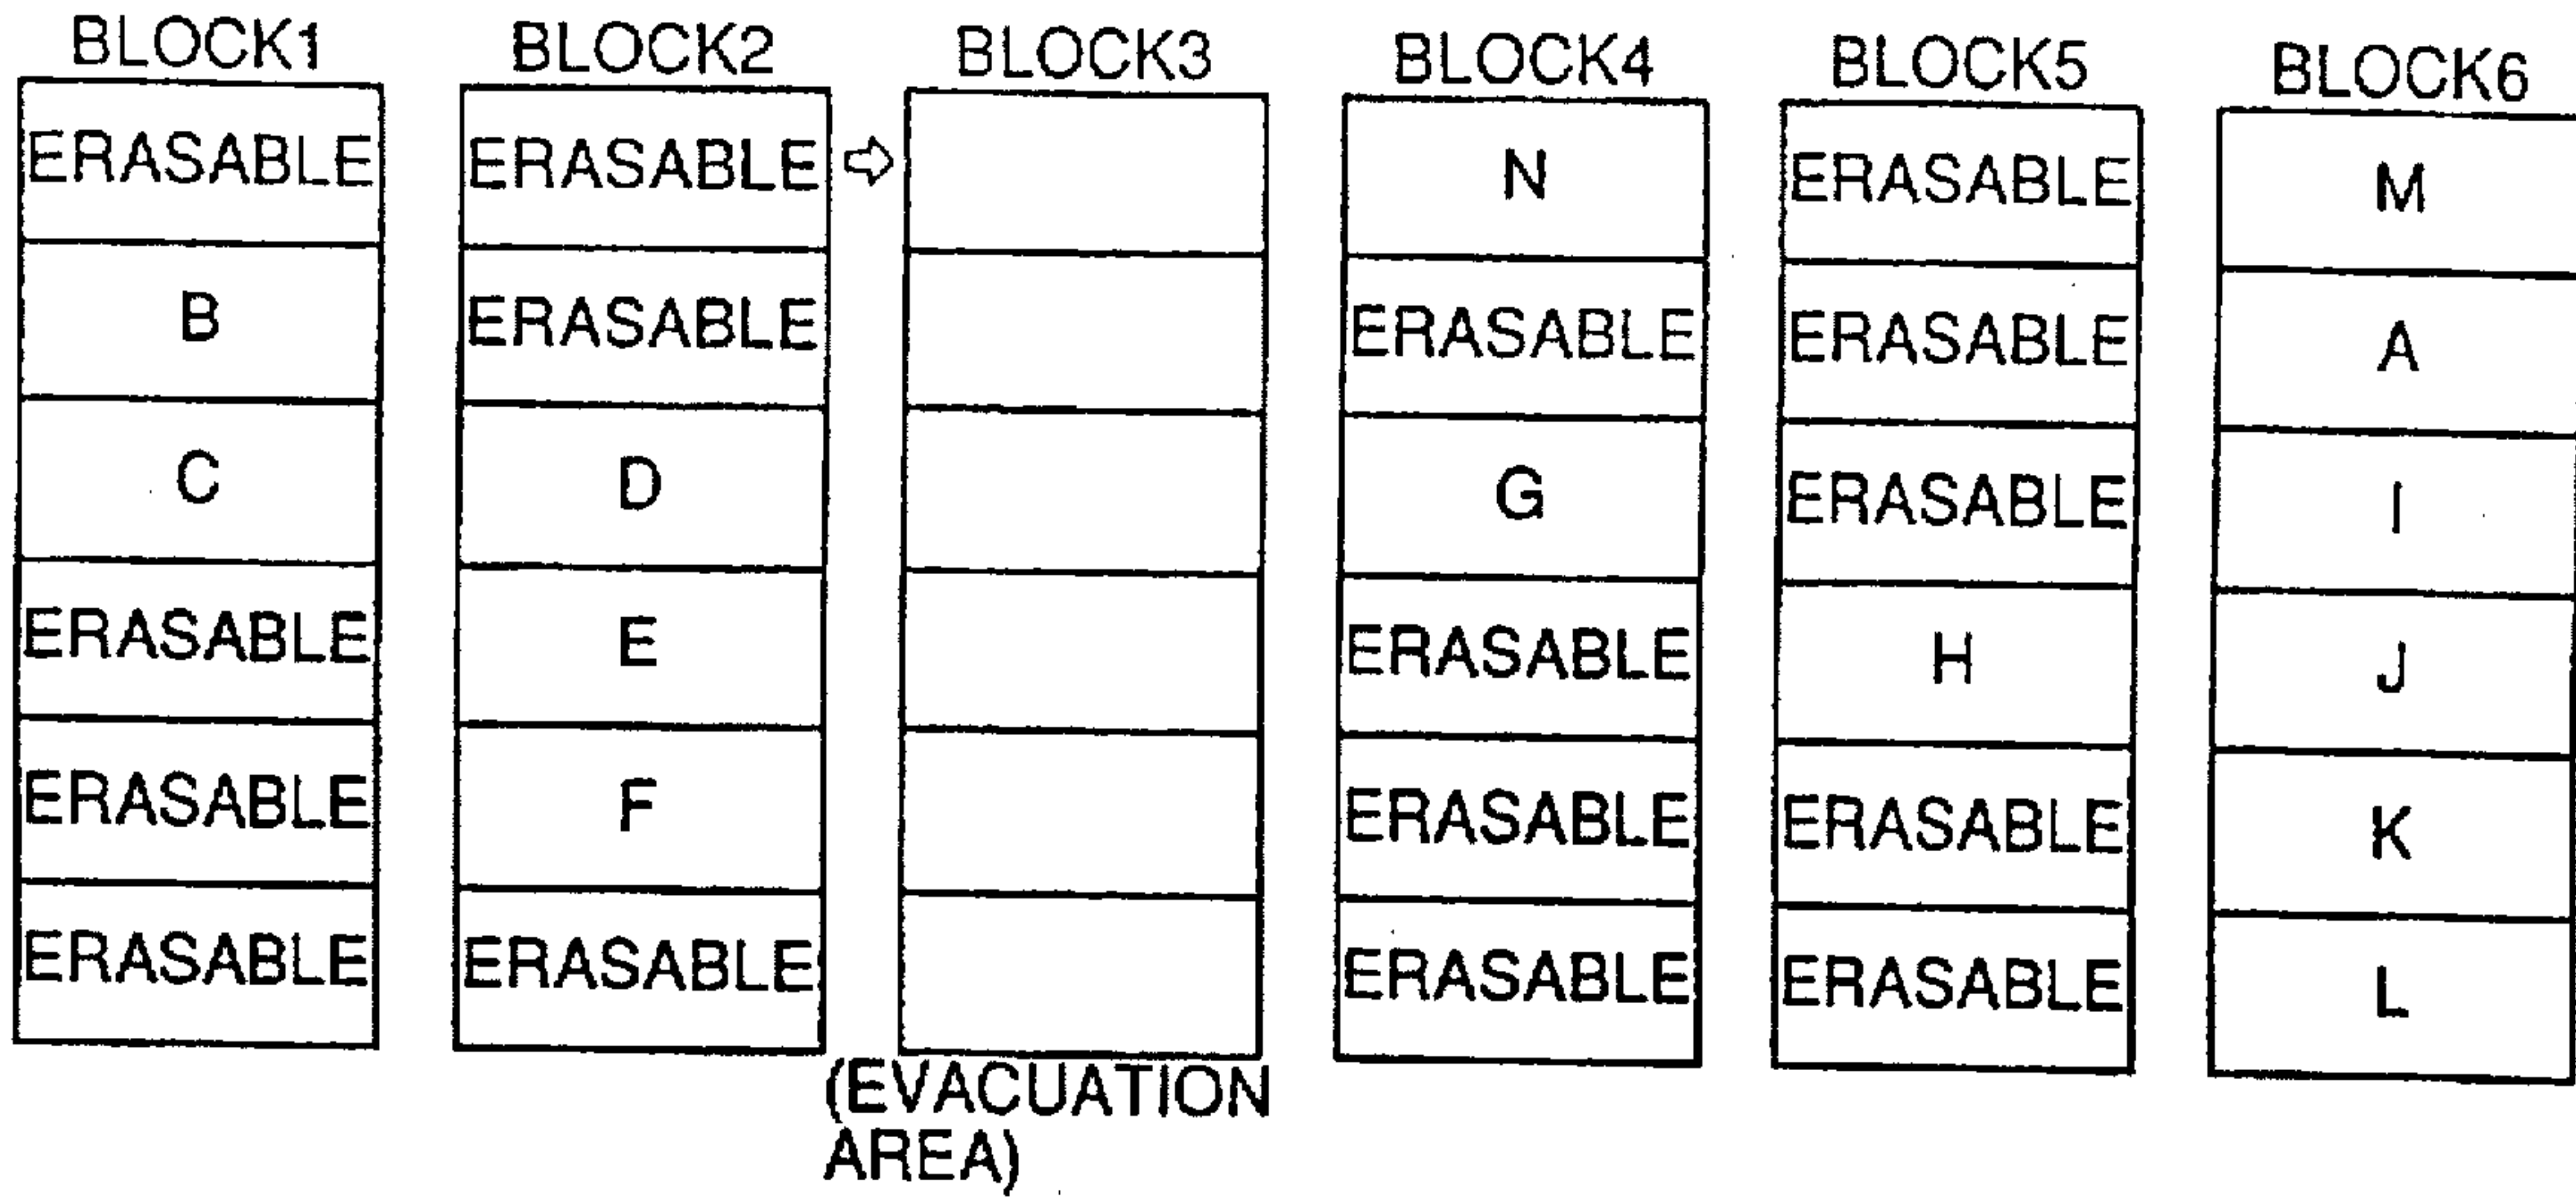 BLOCK1
ERASABLE
B
C
ERASABLE
ERASABLE
ERASABLE
BLOCK2
ERASABLE
ERASABLE
D
E
F
ERASABLE
BLOCK3
(EVACUATION
AREA)
BLOCK4
N
ERASABLE
G
ERASABLE
ERASABLE
ERASABLE
BLOCK5
ERASABLE
ERASABLE
ERASABLE
H
ERASABLE
ERASABLE
BLOCK6
M
A
I
J
K
L